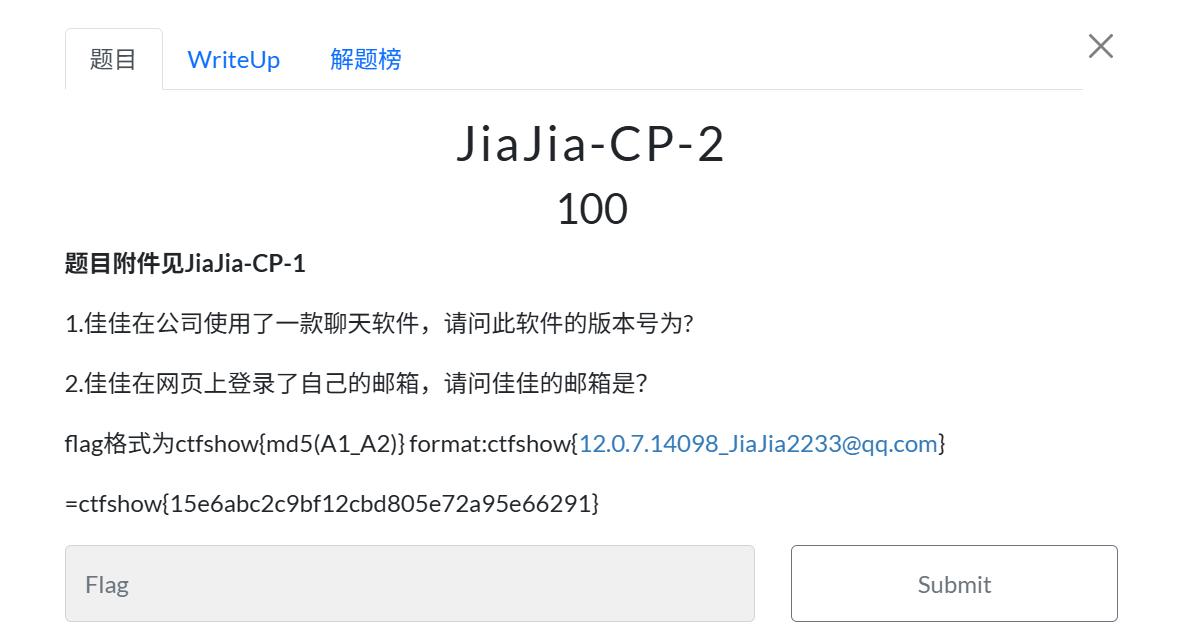 题目
WriteUp
解题榜
JiaJia-CP-2
100
题目附件见JiaJia-CP-1
1.佳佳在公司使用了一款聊天软件，请问此软件的版本号为?
2.佳佳在网页上登录了自己的邮箱，请问佳佳的邮箱是?
flag格式为ctfshow{md5(A1_A2)} format:ctfshow{12.0.7.14098_JiaJia2233@qq.com}
=ctfshow{15e6abc2c9bf12cbd805e72a95e66291}
Flag
Submit